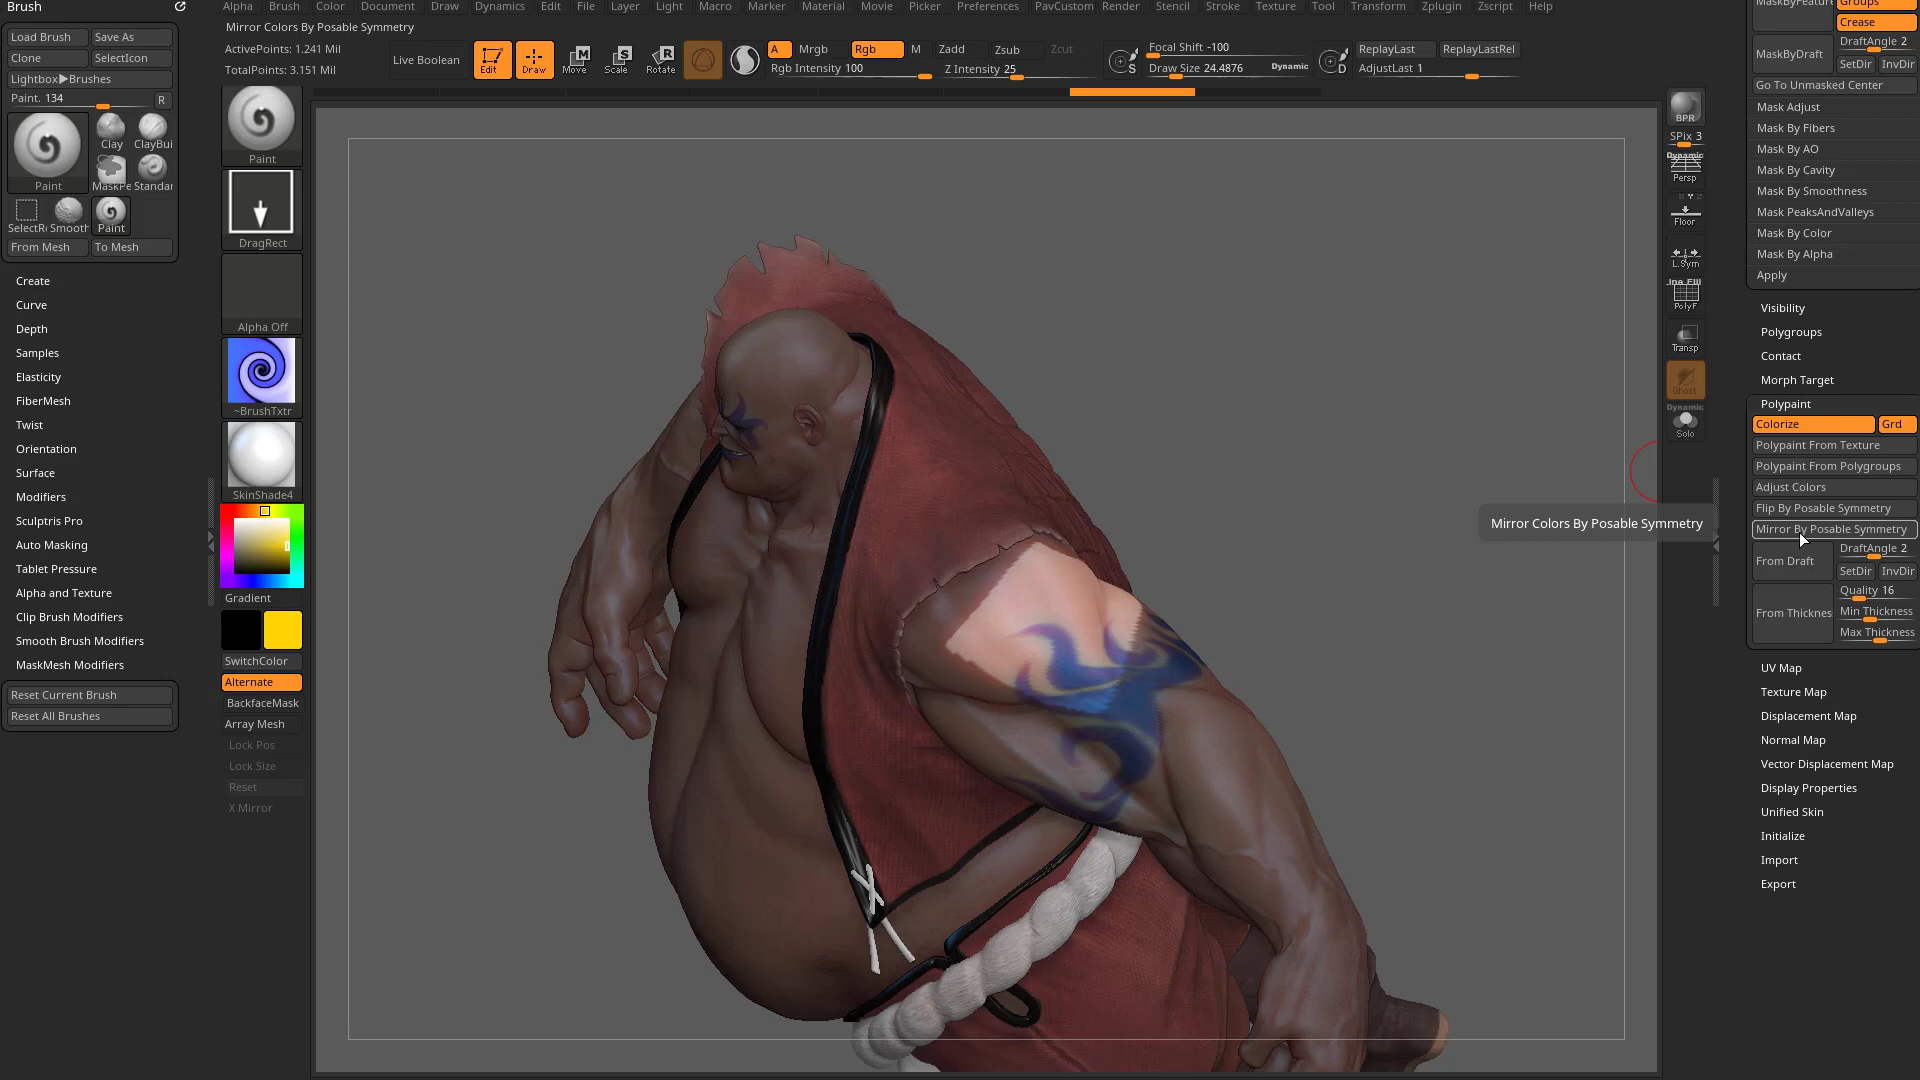 Brush
Load Brush
Save As
Clone
SelectIcon
Lightbox▶Brushes
Paint. 134
R
Paint
Clay
ClayBui
MaskPe
Standar
SelectR
Smooth
Paint
From Mesh
To Mesh
Create
Curve
Depth
Samples
Elasticity
FiberMesh
Twist
Orientation
Surface
Modifiers
Sculptris Pro
Auto Masking
Tablet Pressure
Alpha and Texture
Clip Brush Modifiers
Smooth Brush Modifiers
MaskMesh Modifiers
Reset Current Brush
Reset All Brushes
Alpha Brush Color Document Draw Dynamics Edit File Layer Light Macro Marker Material Movie Picker Preferences PavCustom Render Stencil Stroke Texture Tool Transform Zplugin Zscript Help
Mirror Colors By Posable Symmetry
ActivePoints: 1.241 Mil
TotalPoints: 3.151 Mil
Live Boolean
Edit
Draw
Move
Scale
Rotate
A
Mrgb
Rgb
M
Zadd
Zsub
Zcut
Rgb Intensity 100
Z Intensity 25
S
Focal Shift -100
Draw Size 24.4876
Dynamic
D
ReplayLast
ReplayLastRel
AdjustLast 1
Paint
DragRect
Alpha Off
~BrushTxtr
SkinShade4
Gradient
SwitchColor
Alternate
BackfaceMask
Array Mesh
Lock Pos
Lock Size
Reset
X Mirror
Mirror Colors By Posable Symmetry
BPR
SPix 3
Dynamic
Persp
Floor
L.Sym
Line Fill
PolyF
Transp
Ghost
Dynamic
Solo
MaskByFeature
Groups
Crease
MaskByDraft
DraftAngle 2
SetDir
InvDir
Go To Unmasked Center
Mask Adjust
Mask By Fibers
Mask By AO
Mask By Cavity
Mask By Smoothness
Mask PeaksAndValleys
Mask By Color
Mask By Alpha
Apply
Visibility
Polygroups
Contact
Morph Target
Polypaint
Colorize
Grd
Polypaint From Texture
Polypaint From Polygroups
Adjust Colors
Flip By Posable Symmetry
Mirror By Posable Symmetry
From Draft
DraftAngle 2
SetDir
InvDir
From Thicknes
Quality 16
Min Thickness
Max Thickness
UV Map
Texture Map
Displacement Map
Normal Map
Vector Displacement Map
Display Properties
Unified Skin
Initialize
Import
Export